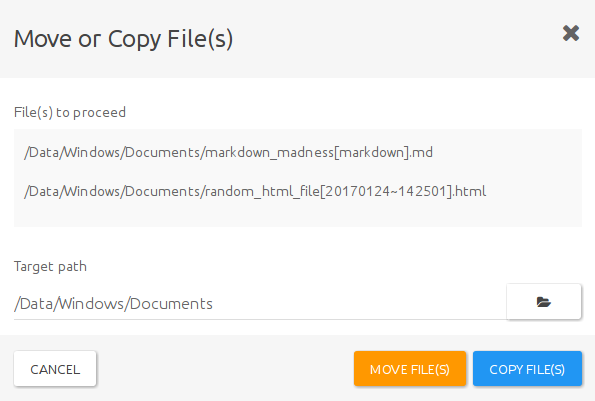 Move or Copy File(s)
File(s) to proceed
/Data/Windows/Documents/markdown_madness[markdown].md
/Data/Windows/Documents/random_html_file[20170124~142501].html
Target path
/Data/Windows/Documents
CANCEL
MOVE FILE(S)
COPY FILE(S)